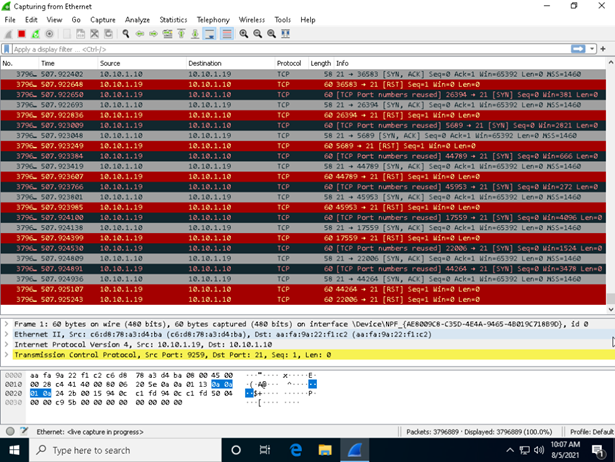 Capturing from Ethernet
File Edit View Go Capture Analyze Statistics Telephony Wireless Tools Help
Apply a display filter ... <Ctrl-/>
No. Time Source Destination Protocol Length Info
3796… 507.922402 10.10.1.10 10.10.1.19 TCP 58 21 → 36583 [SYN, ACK] Seq=0 Ack=1 Win=65392 Len=0 MSS=1460
3796… 507.922648 10.10.1.19 10.10.1.10 TCP 60 36583 → 21 [RST] Seq=1 Win=0 Len=0
3796… 507.922650 10.10.1.19 10.10.1.10 TCP 60 [TCP Port numbers reused] 26394 → 21 [SYN] Seq=0 Win=381 Len=0
3796… 507.922693 10.10.1.10 10.10.1.19 TCP 58 21 → 26394 [SYN, ACK] Seq=0 Ack=1 Win=65392 Len=0 MSS=1460
3796… 507.922836 10.10.1.19 10.10.1.10 TCP 60 26394 → 21 [RST] Seq=1 Win=0 Len=0
3796… 507.923009 10.10.1.19 10.10.1.10 TCP 60 [TCP Port numbers reused] 5689 → 21 [SYN] Seq=0 Win=2821 Len=0
3796… 507.923048 10.10.1.10 10.10.1.19 TCP 58 21 → 5689 [SYN, ACK] Seq=0 Ack=1 Win=65392 Len=0 MSS=1460
3796… 507.923249 10.10.1.19 10.10.1.10 TCP 60 5689 → 21 [RST] Seq=1 Win=0 Len=0
3796… 507.923384 10.10.1.19 10.10.1.10 TCP 60 [TCP Port numbers reused] 44789 → 21 [SYN] Seq=0 Win=666 Len=0
3796… 507.923419 10.10.1.10 10.10.1.19 TCP 58 21 → 44789 [SYN, ACK] Seq=0 Ack=1 Win=65392 Len=0 MSS=1460
3796… 507.923607 10.10.1.19 10.10.1.10 TCP 60 44789 → 21 [RST] Seq=1 Win=0 Len=0
3796… 507.923766 10.10.1.19 10.10.1.10 TCP 60 [TCP Port numbers reused] 45953 → 21 [SYN] Seq=0 Win=272 Len=0
3796… 507.923801 10.10.1.10 10.10.1.19 TCP 58 21 → 45953 [SYN, ACK] Seq=0 Ack=1 Win=65392 Len=0 MSS=1460
3796… 507.923985 10.10.1.19 10.10.1.10 TCP 60 45953 → 21 [RST] Seq=1 Win=0 Len=0
3796… 507.924100 10.10.1.19 10.10.1.10 TCP 60 [TCP Port numbers reused] 17559 → 21 [SYN] Seq=0 Win=4096 Len=0
3796… 507.924138 10.10.1.10 10.10.1.19 TCP 58 21 → 17559 [SYN, ACK] Seq=0 Ack=1 Win=65392 Len=0 MSS=1460
3796… 507.924399 10.10.1.19 10.10.1.10 TCP 60 17559 → 21 [RST] Seq=1 Win=0 Len=0
3796… 507.924530 10.10.1.19 10.10.1.10 TCP 60 [TCP Port numbers reused] 22006 → 21 [SYN] Seq=0 Win=1524 Len=0
3796… 507.924809 10.10.1.10 10.10.1.19 TCP 58 21 → 22006 [SYN, ACK] Seq=0 Ack=1 Win=65392 Len=0 MSS=1460
3796… 507.924891 10.10.1.19 10.10.1.10 TCP 60 [TCP Port numbers reused] 44264 → 21 [SYN] Seq=0 Win=3478 Len=0
3796… 507.924936 10.10.1.10 10.10.1.19 TCP 58 21 → 44264 [SYN, ACK] Seq=0 Ack=1 Win=65392 Len=0 MSS=1460
3796… 507.925107 10.10.1.19 10.10.1.10 TCP 60 44264 → 21 [RST] Seq=1 Win=0 Len=0
3796… 507.925243 10.10.1.19 10.10.1.10 TCP 60 22006 → 21 [RST] Seq=1 Win=0 Len=0
Frame 1: 60 bytes on wire (480 bits), 60 bytes captured (480 bits) on interface \Device\NPF_{AE8009C8-C35D-4E4A-9465-4B019C718B9D}, id 0
Ethernet II, Src: c6:d8:78:a3:d4:ba (c6:d8:78:a3:d4:ba), Dst: aa:fa:9a:22:f1:c2 (aa:fa:9a:22:f1:c2)
Internet Protocol Version 4, Src: 10.10.1.19, Dst: 10.10.1.10
Transmission Control Protocol, Src Port: 9259, Dst Port: 21, Seq: 1, Len: 0
0000 aa fa 9a 22 f1 c2 c6 d8 78 a3 d4 ba 08 00 45 00 ···"···· x·····E·
0010 00 28 c4 41 40 00 80 06 20 5e 0a 0a 01 13 0a 0a ·(·A@··· ^······
0020 01 0a 24 2b 00 15 94 0c c1 fd 94 0c c1 fd 50 04 ··$+···· ······P·
0030 00 00 c9 5b 00 00 00 00 00 00 00 00 ···[···· ····
Ethernet: <live capture in progress>
Packets: 3796889 · Displayed: 3796889 (100.0%)
Profile: Default
Type here to search
10:07 AM
8/5/2021